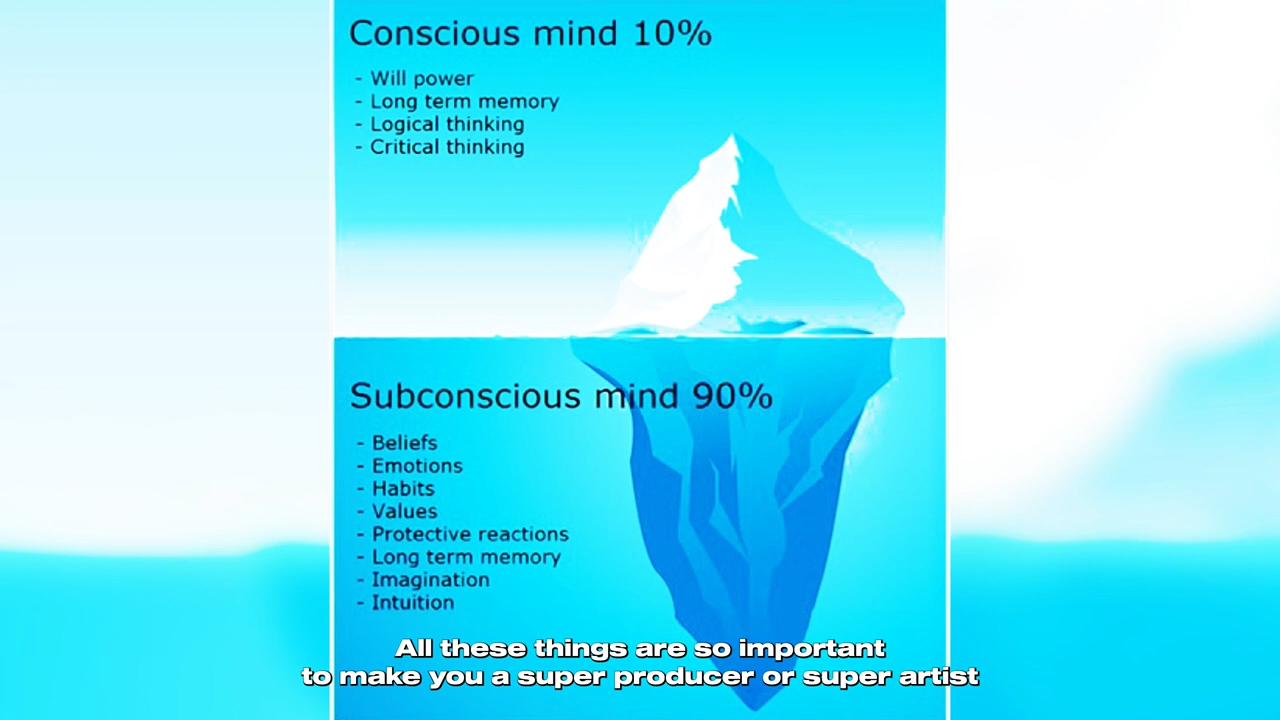 Conscious mind 10%
- Will power
- Long term memory
- Logical thinking
- Critical thinking
Subconscious mind 90%
- Beliefs
- Emotions
- Habits
- Values
- Protective reactions
- Long term memory
- Imagination
- Intuition
All these things are so important
to make you a super producer or super artist